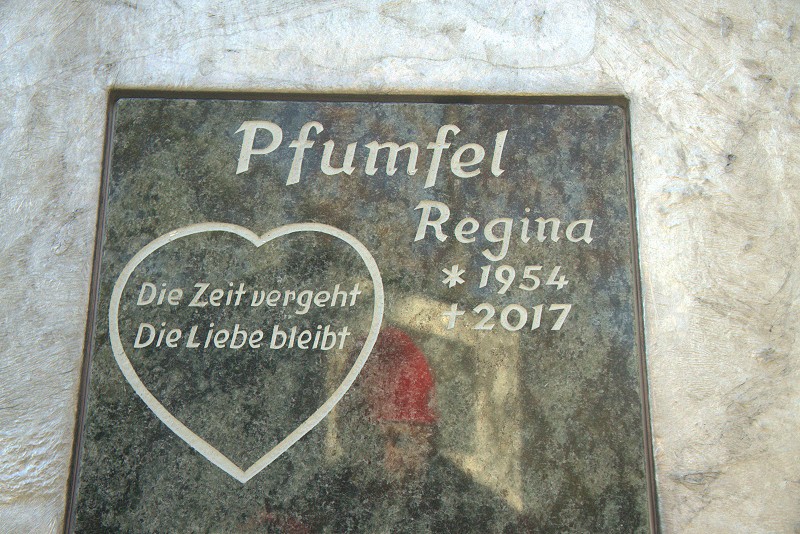 Pfumfel
Regina
* 1954
† 2017
Die Zeit vergeht
Die Liebe bleibt